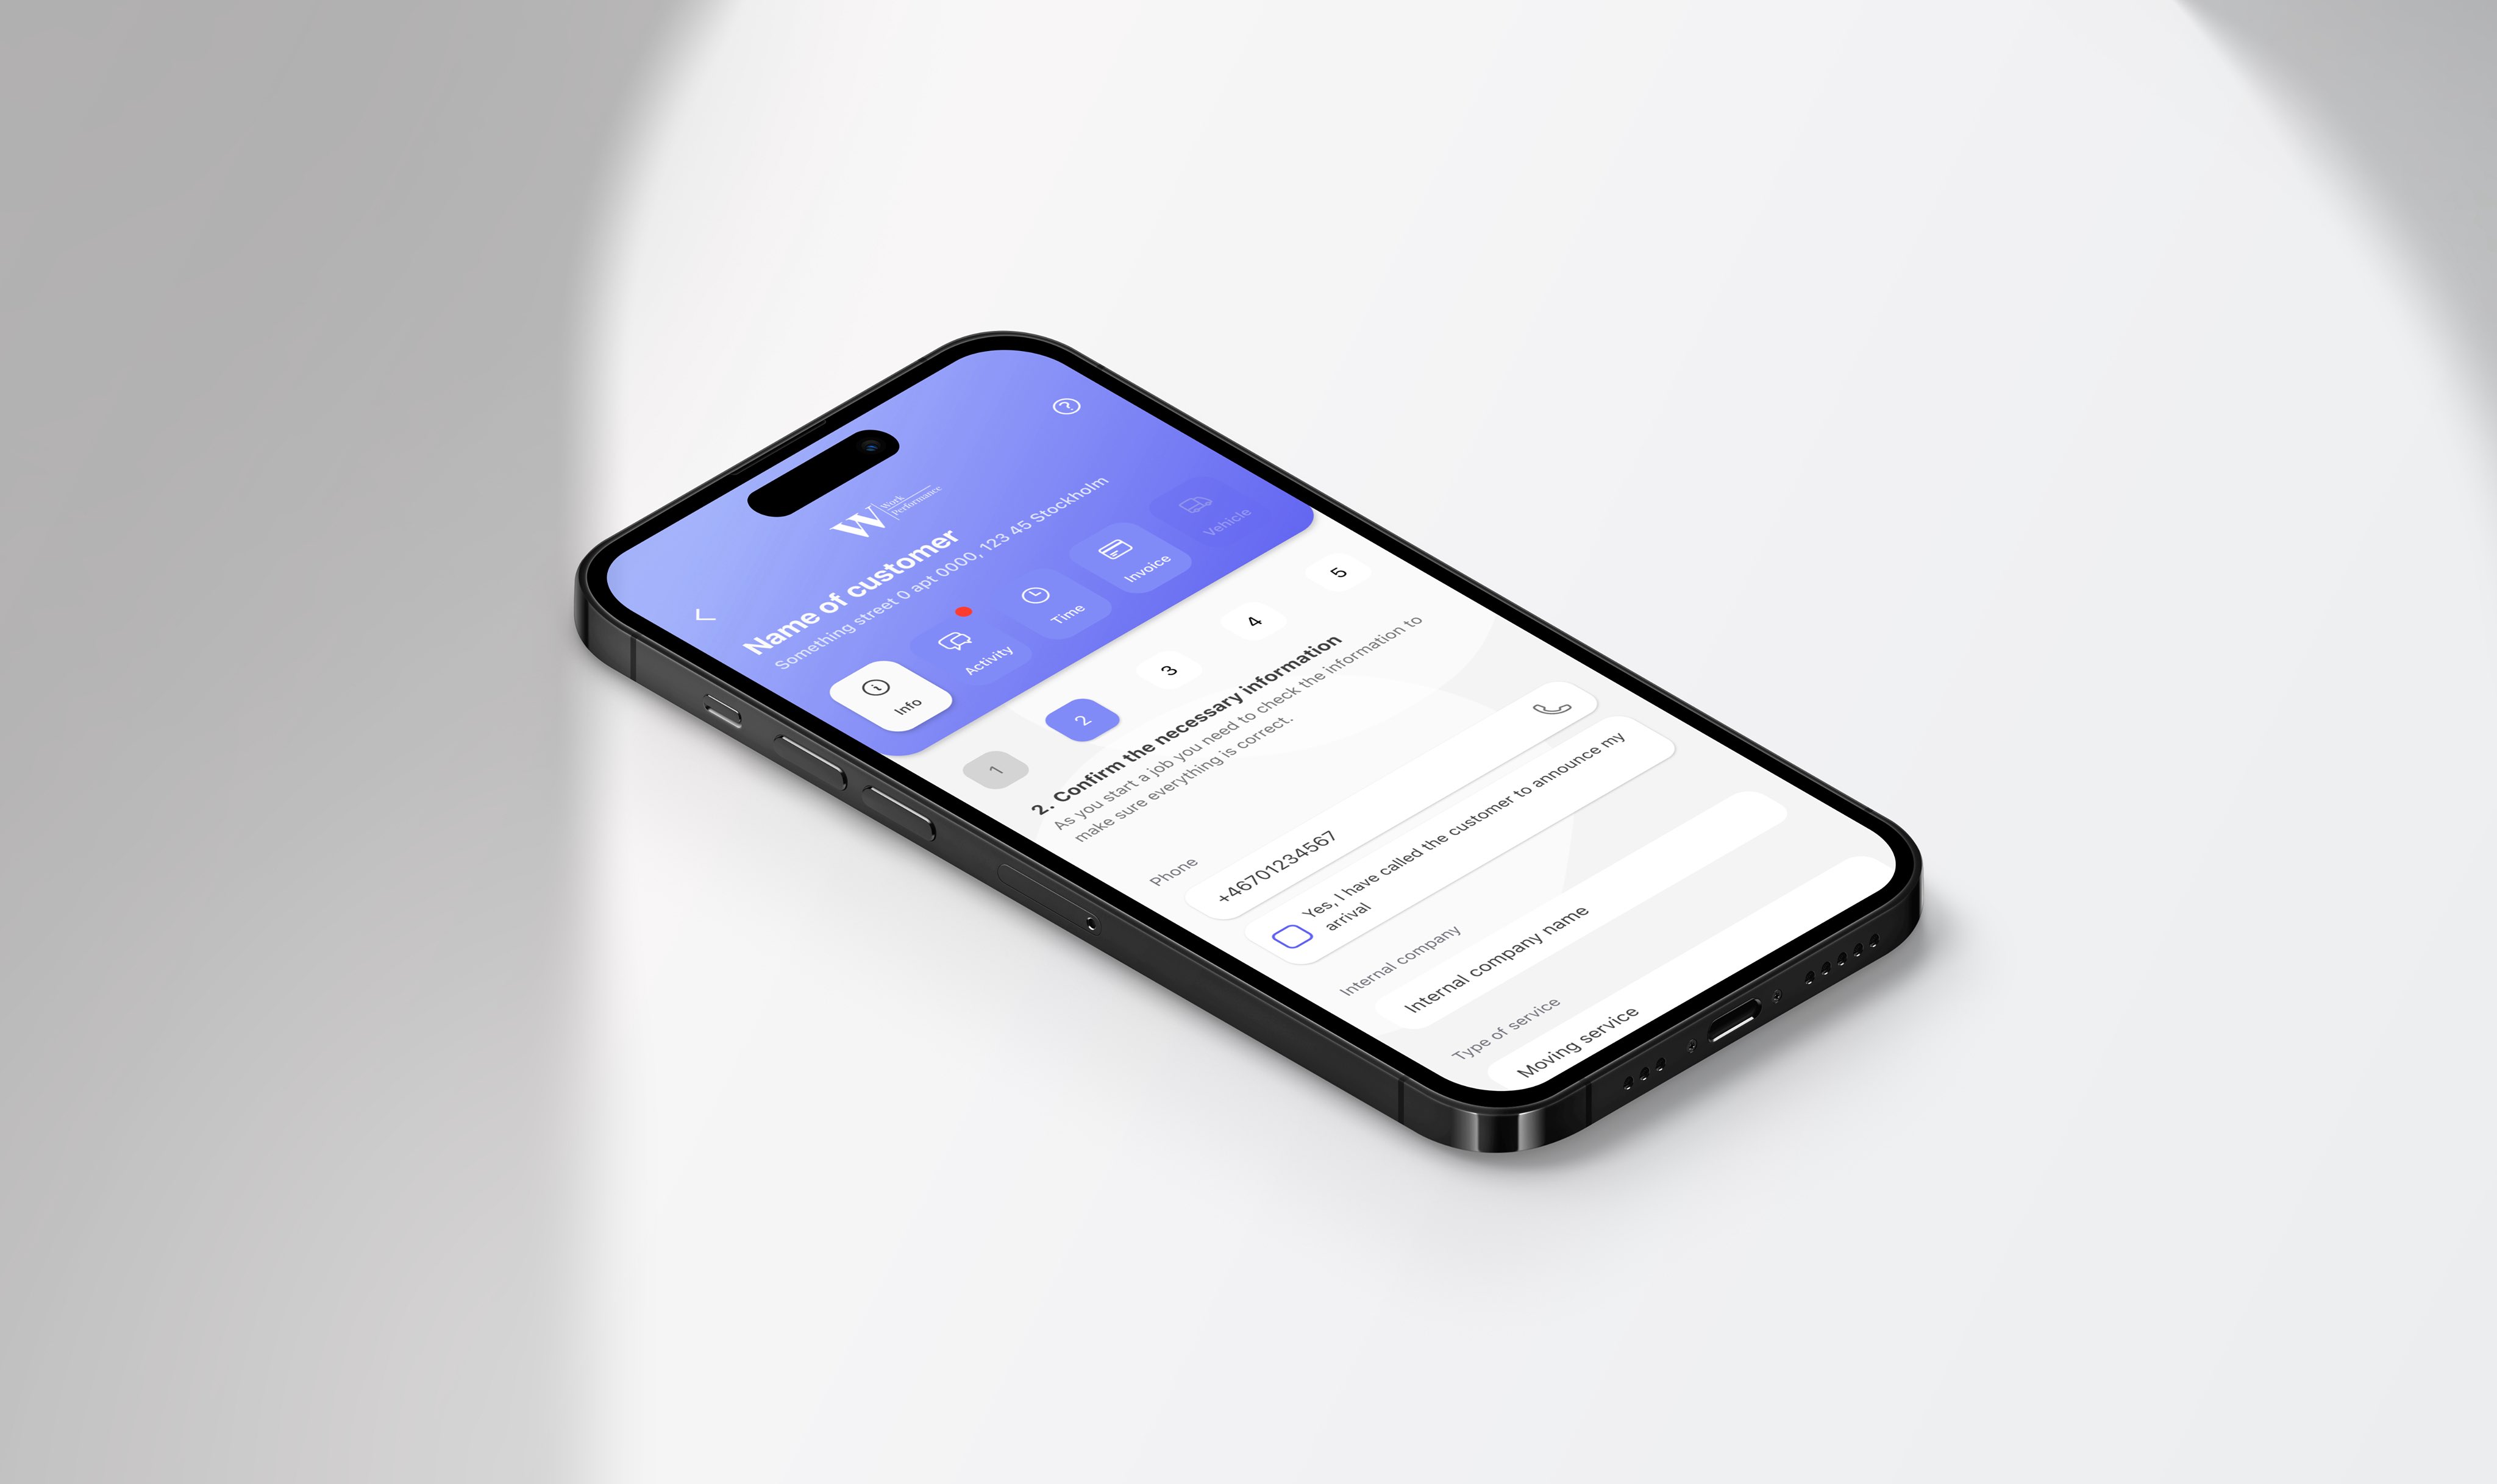 Work
Performance
Name of customer
Something street 0 apt 0000, 123 45 Stockholm
Info
Activity
Time
Invoice
Vehicle
1
2
3
4
5
2. Confirm the necessary information
As you start a job you need to check the information to
make sure everything is correct.
Phone
+46701234567
Yes, I have called the customer to announce my
arrival
Internal company
Internal company name
Type of service
Moving service